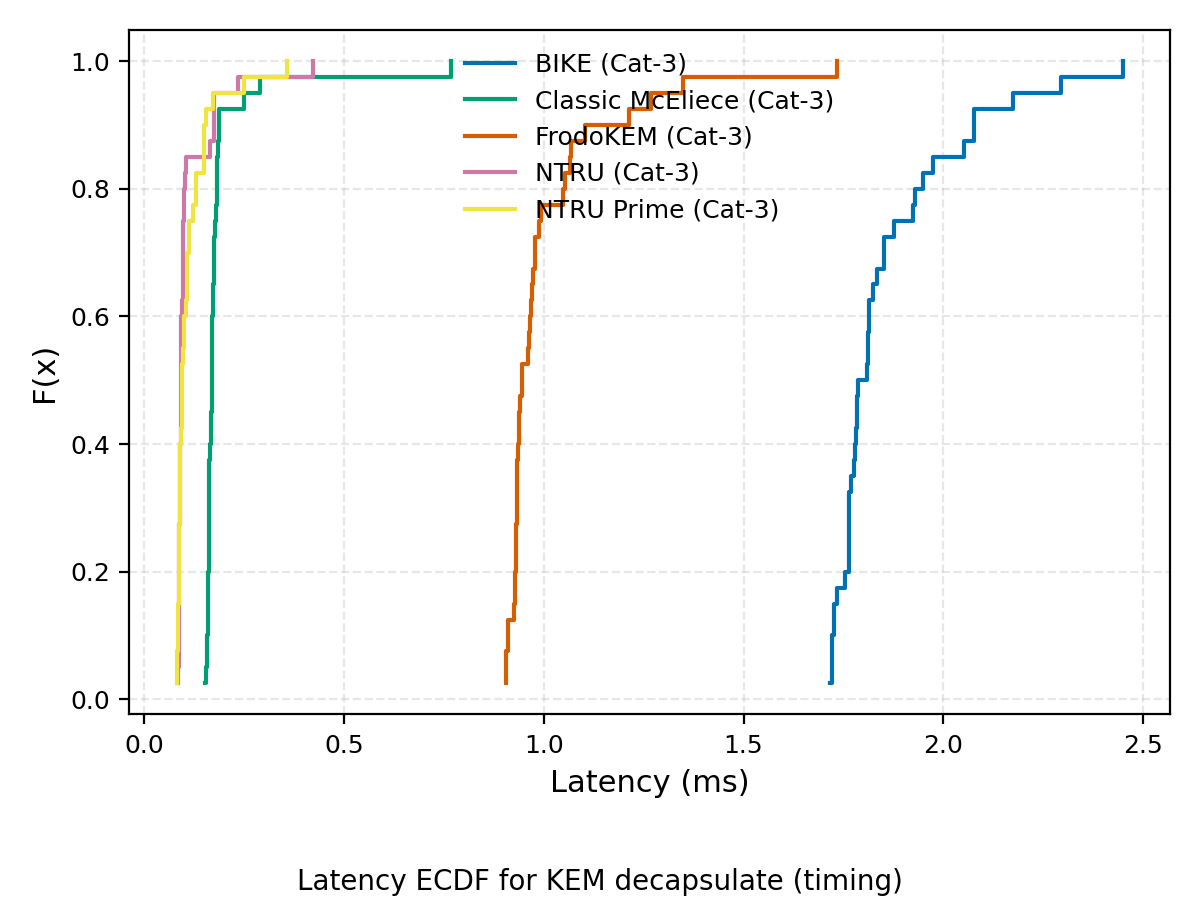 1.0
0.8
0.6
0.4
0.2
0.0
F(x)
BIKE (Cat-3)
Classic McEliece (Cat-3)
FrodoKEM (Cat-3)
NTRU (Cat-3)
NTRU Prime (Cat-3)
0.0 0.5 1.0 1.5 2.0 2.5
Latency (ms)
Latency ECDF for KEM decapsulate (timing)